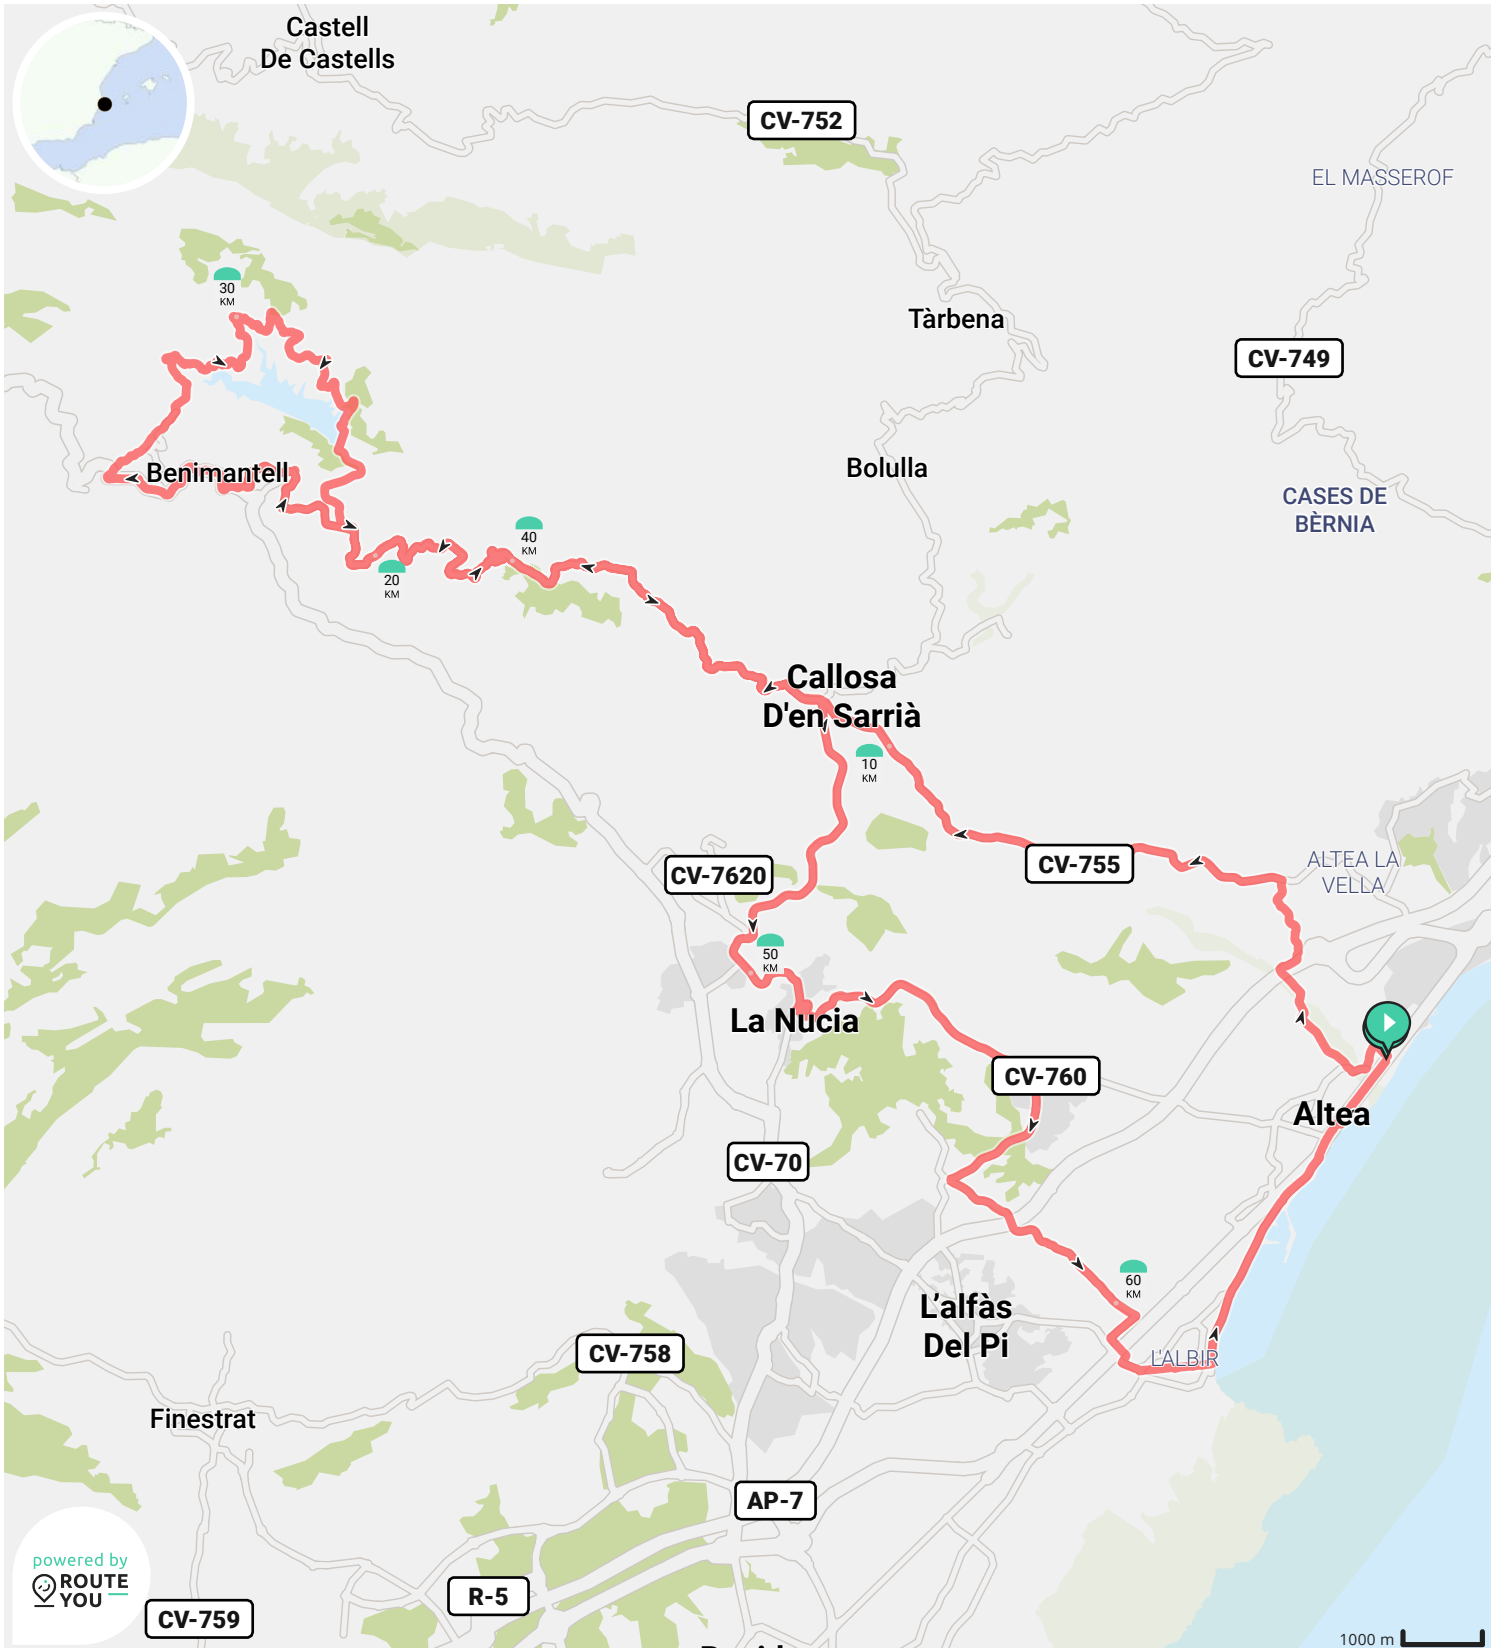 Castell
De Castells
CV-752
EL MASSEROF
30
KM
Tàrbena
CV-749
Benimantell
Bolulla
CASES DE
BÈRNIA
40
KM
20
KM
Callosa
D'en Sarrià
10
KM
CV-755
ALTEA LA
VELLA
CV-7620
50
KM
La Nucia
CV-760
Altea
CV-70
60
KM
L'alfàs
Del Pi
L'ALBIR
CV-758
Finestrat
AP-7
powered by
ROUTE
YOU
R-5
CV-759
1000 m